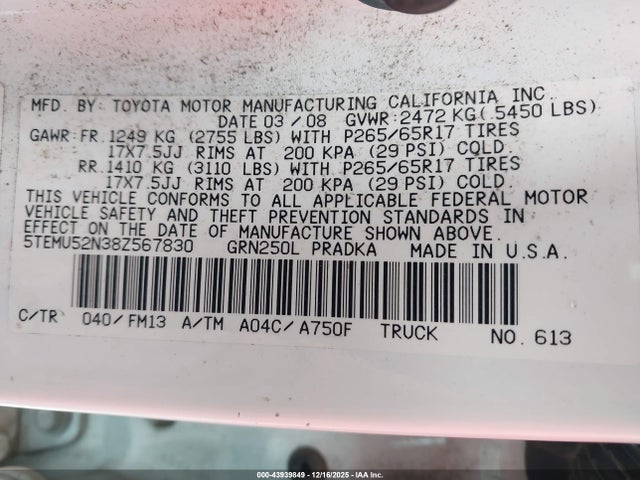 MFD. BY: TOYOTA MOTOR MANUFACTURING CALIFORNIA INC.
DATE 03/08 GVWR:2472 KG( 5450 LBS)
GAWR:FR. 1249 KG (2755 LBS) WITH P265/65R17 TIRES
17X7.5JJ RIMS AT 200 KPA (29 PSI) COLD.
RR. 1410 KG (3110 LBS) WITH P265/65R17 TIRES
17X7.5JJ RIMS AT 200 KPA (29 PSI) COLD.
THIS VEHICLE CONFORMS TO ALL APPLICABLE FEDERAL MOTOR
VEHICLE SAFETY AND THEFT PREVENTION STANDARDS IN
EFFECT ON THE DATE OF MANUFACTURE SHOWN ABOVE.
5TEMU52N38Z567830 GRN250L PRADKA MADE IN U.S.A.
C/TR 040/FM13 A/TM A04C/A750F TRUCK NO. 613
000-43939849 | 12/16/2025 | IAA Inc.